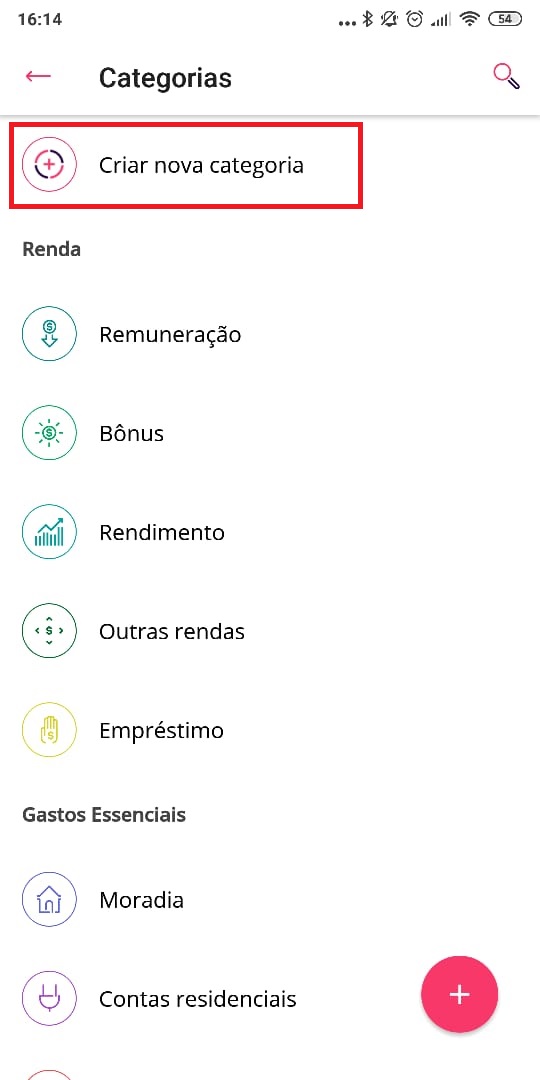 16:14
54
Categorias
Criar nova categoria
Renda
Remuneração
Bônus
Rendimento
Outras rendas
Empréstimo
Gastos Essenciais
Moradia
Contas residenciais